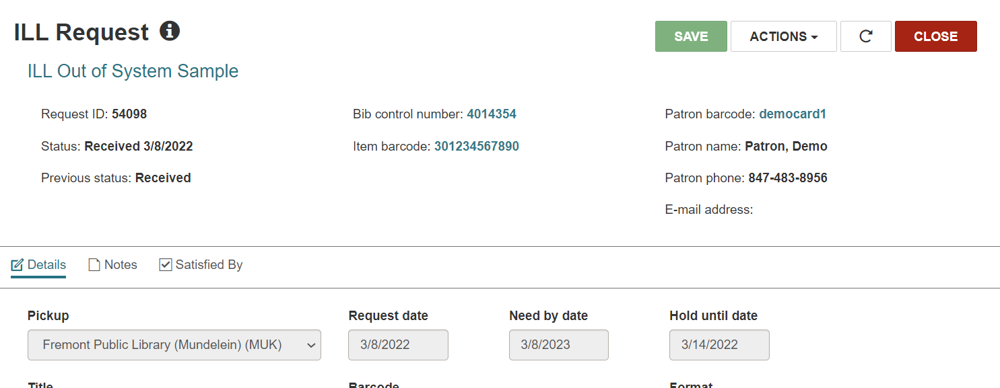 ILL Request
SAVE ACTIONS CLOSE
ILL Out of System Sample
Request ID: 54098 Bib control number: 4014354 Patron barcode: democard1
Status: Received 3/8/2022 Item barcode: 301234567890 Patron name: Patron, Demo
Previous status: Received Patron phone: 847-483-8956
E-mail address:
Details Notes Satisfied By
Pickup Request date Need by date Hold until date
Fremont Public Library (Mundelein) (MUK) 3/8/2022 3/8/2023 3/14/2022
Title Barcode Format